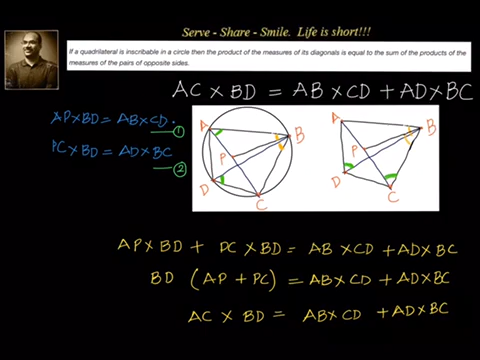 Serve - Share - Smile. Life is short!!!
If a quadrilateral is inscribable in a circle then the product of the measures of its diagonals is equal to the sum of the products of the
measures of the pairs of opposite sides.
AC × BD = AB × CD + AD × BC
AP × BD = AB × CD.
1
PC × BD = AD × BC
2
A
B
P
D
C
A
B
P
D
C
AP × BD + PC × BD = AB × CD + AD × BC
BD (AP + PC) = AB × CD + AD × BC
AC × BD = AB × CD + AD × BC